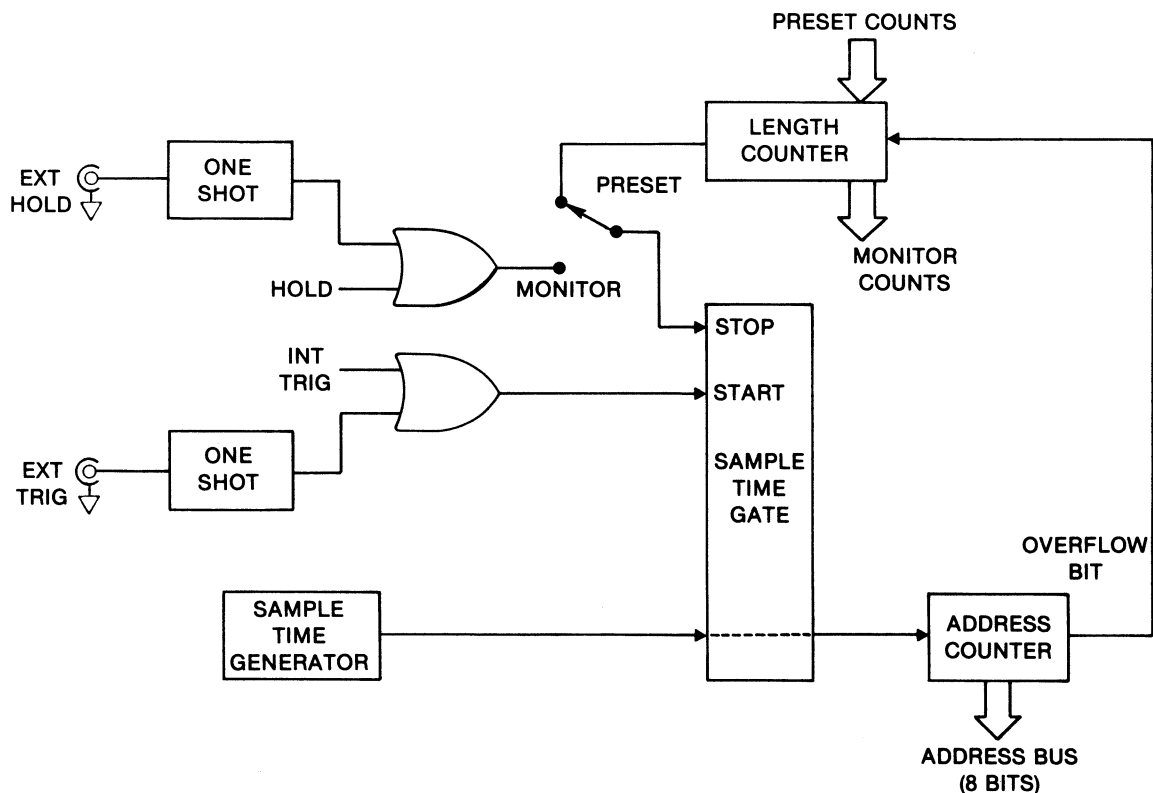 PRESET COUNTS
LENGTH
COUNTER
ONE
SHOT
EXT
HOLD
PRESET
MONITOR
COUNTS
HOLD
MONITOR
STOP
INT
TRIG
START
ONE
SHOT
EXT
TRIG
SAMPLE
TIME
GATE
OVERFLOW
BIT
SAMPLE
TIME
GENERATOR
ADDRESS
COUNTER
ADDRESS BUS
(8 BITS)